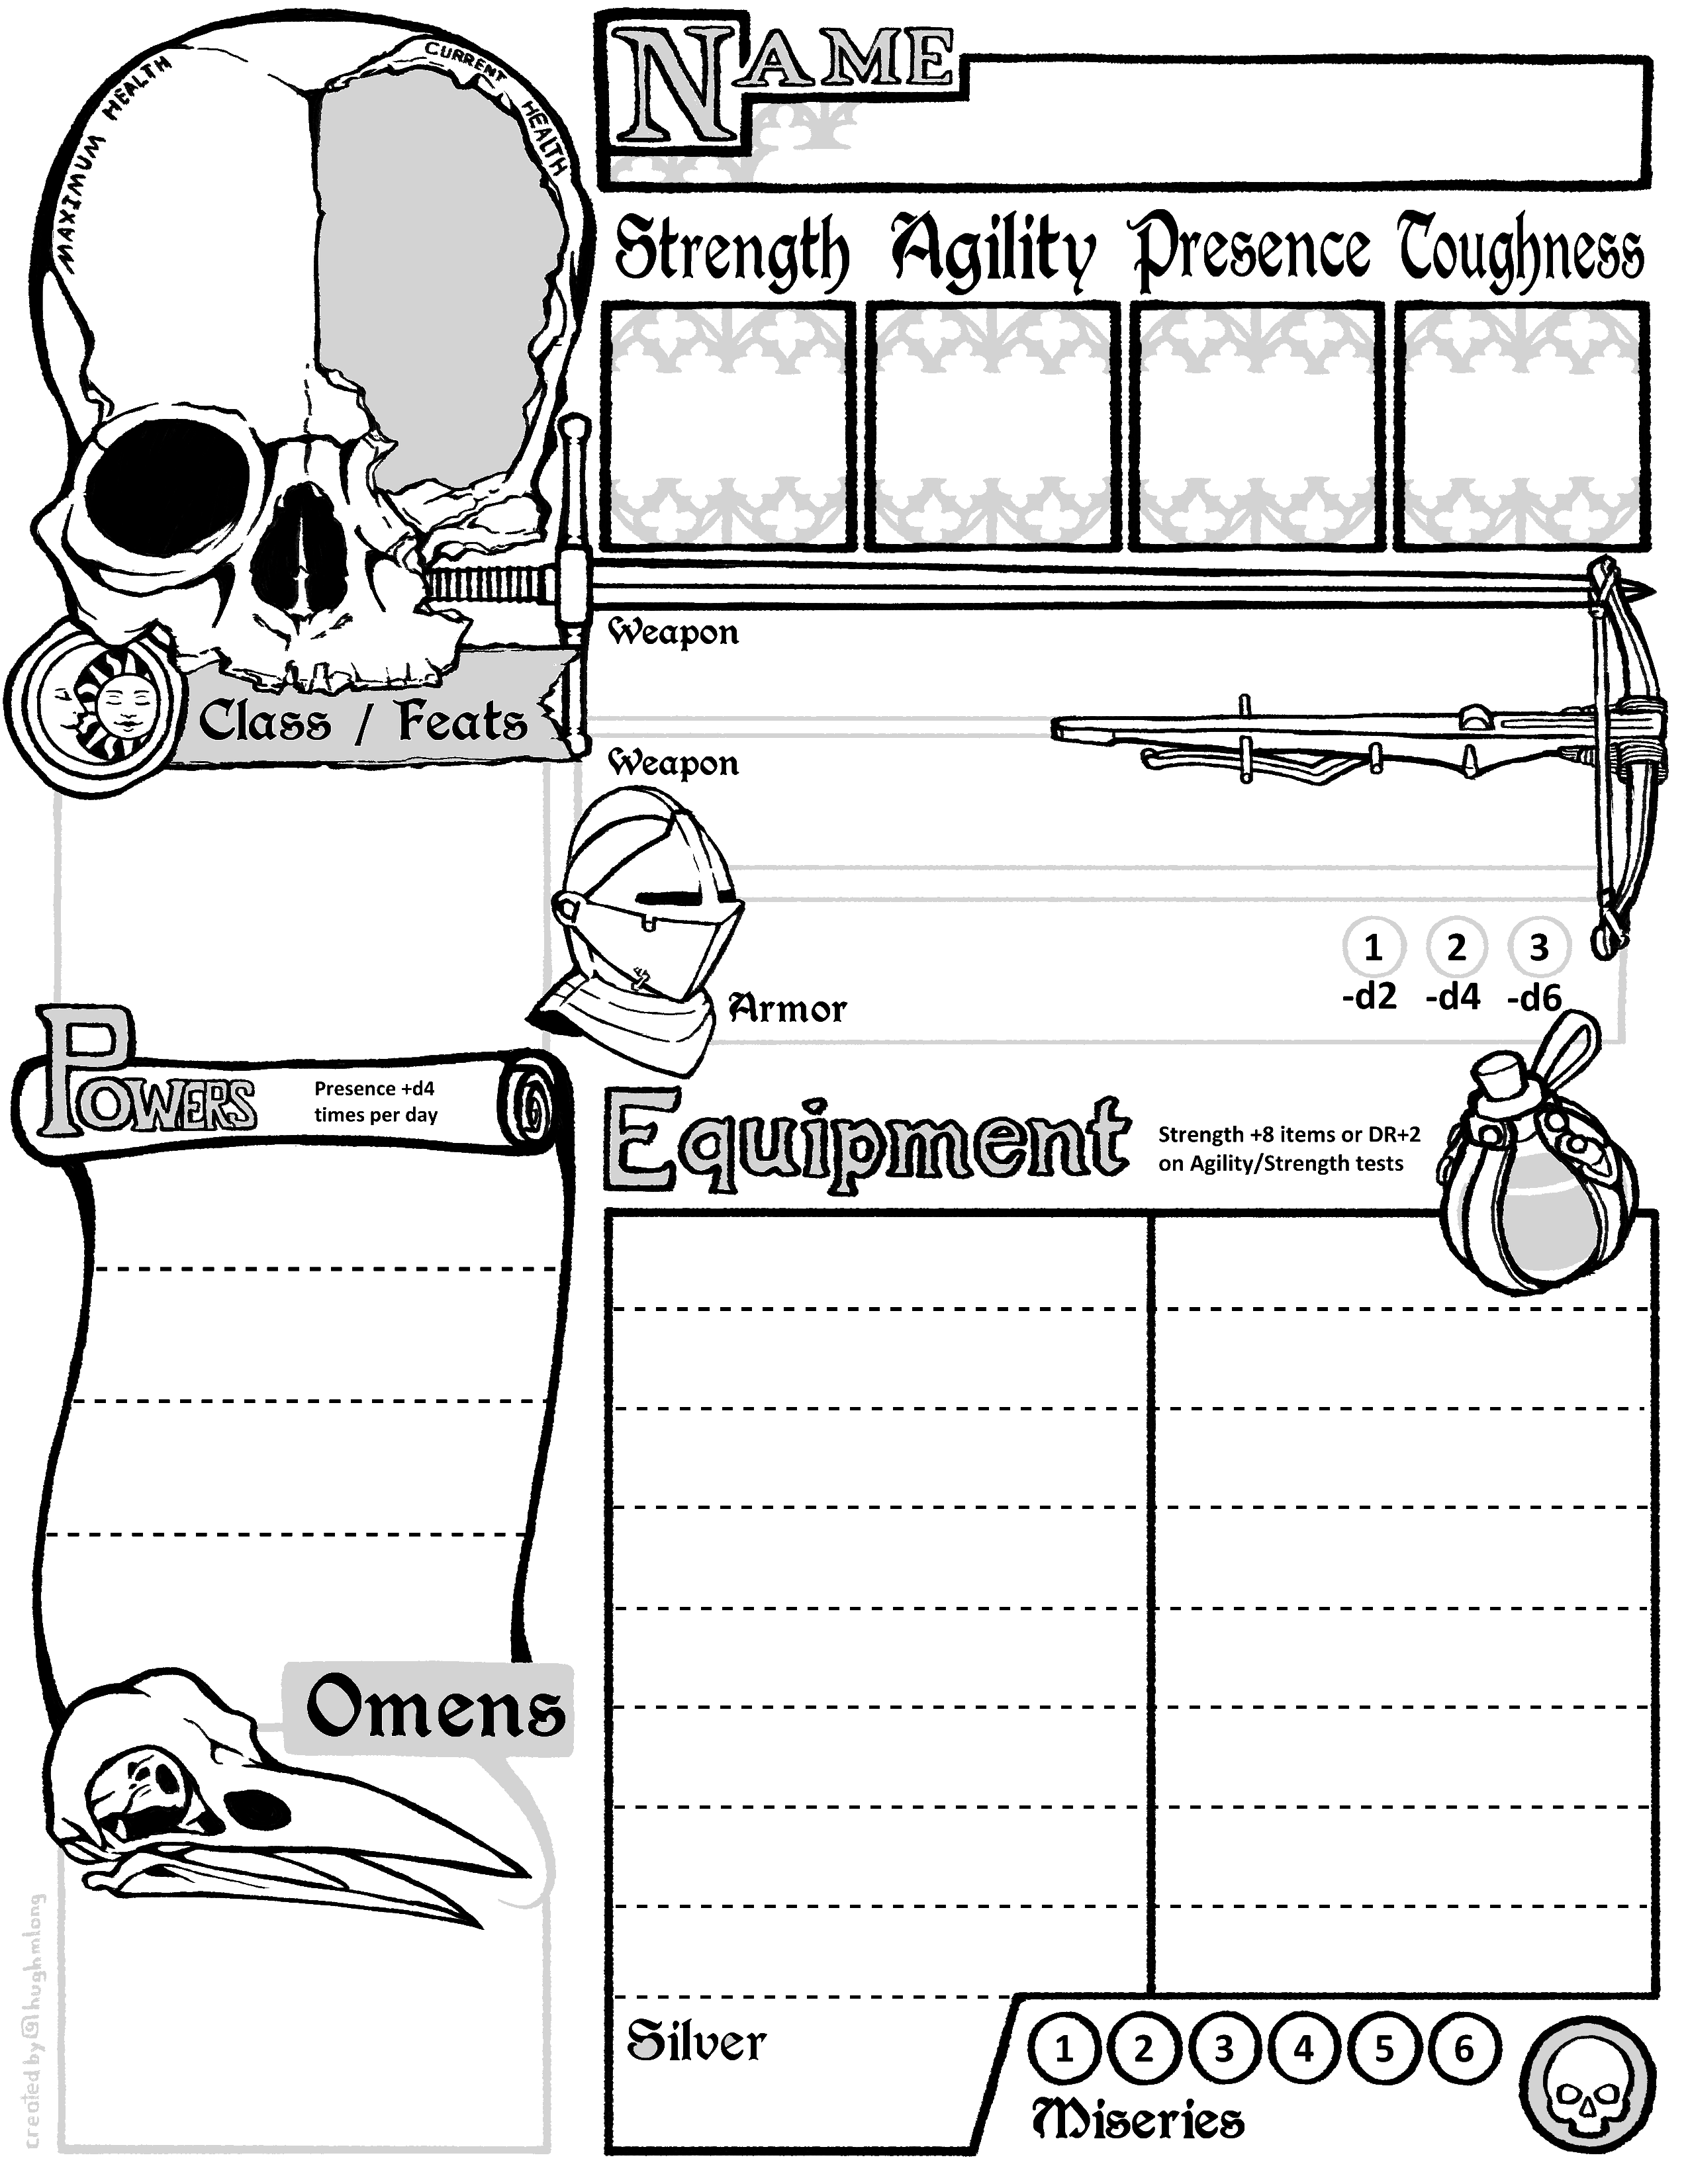 MAXIMUM HEALTH
CURRENT HEALTH
NAME
Strength Agility Presence Toughness
Weapon
Class / Feats
Weapon
1 2 3
-d2 -d4 -d6
Armor
POWERS
Presence +d4
times per day
Equipment
Strength +8 items or DR+2
on Agility/Strength tests
Omens
Silver
1 2 3 4 5 6
Miseries
created by @hughmlong